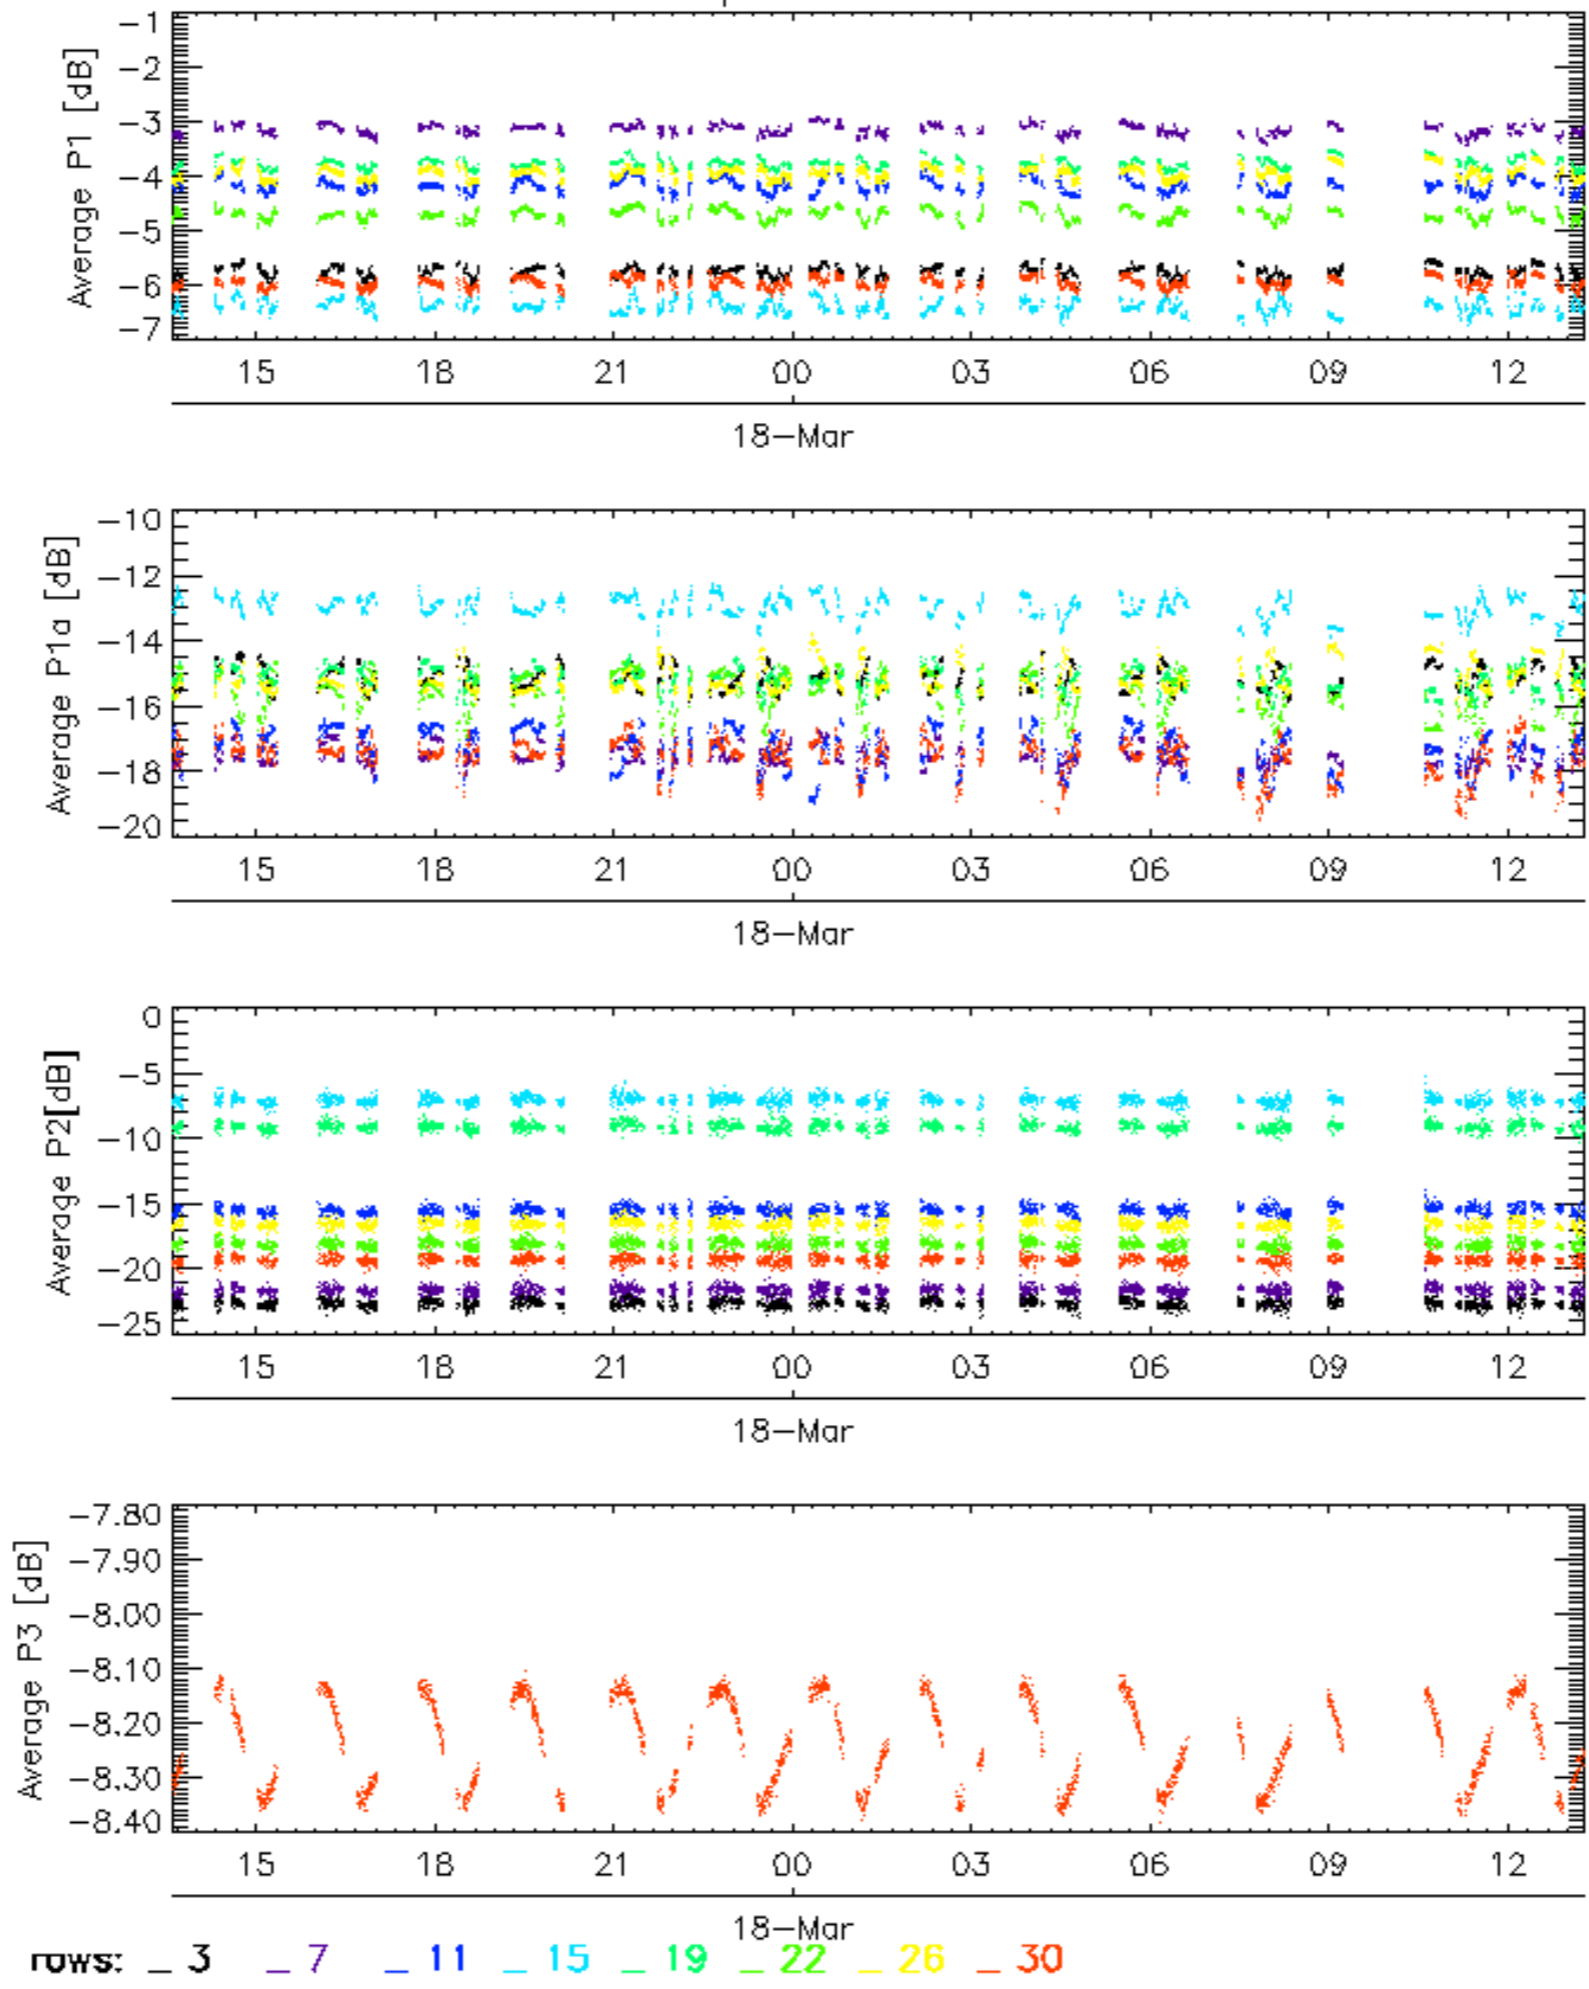 -1
-2
-3
-4
-5
-6
-7
Average P1 [dB]
15 18 21 00 03 06 09 12
18-Mar
-10
-12
-14
-16
-18
-20
Average P1a [dB]
15 18 21 00 03 06 09 12
18-Mar
0
-5
-10
-15
-20
-25
Average P2[dB]
15 18 21 00 03 06 09 12
18-Mar
-7.80
-7.90
-8.00
-8.10
-8.20
-8.30
-8.40
Average P3 [dB]
15 18 21 00 03 06 09 12
18-Mar
rows: _ 3 _ 7 _ 11 _ 15 _ 19 _ 22 _ 26 _ 30